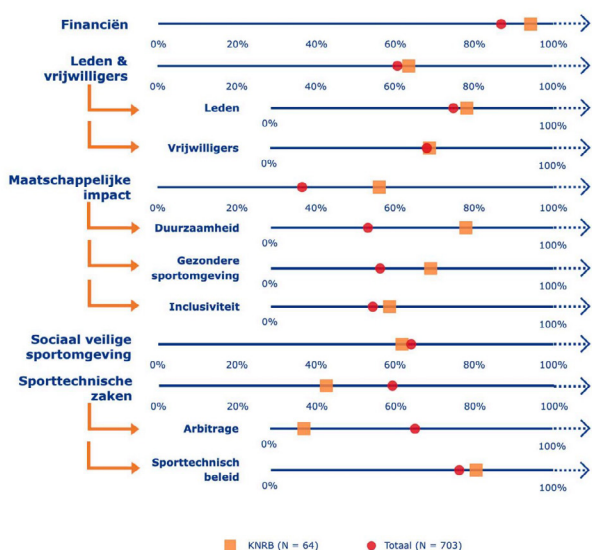 Financiën
0% 20% 40% 60% 80% 100%
Leden &
vrijwilligers
0% 20% 40% 60% 80% 100%
Leden
0% 100%
Vrijwilligers
0% 100%
Maatschappelijke
impact
0% 20% 40% 60% 80% 100%
Duurzaamheid
0% 100%
Gezondere
sportomgeving
0% 100%
Inclusiviteit
0% 100%
Sociaal veilige
sportomgeving
0% 20% 40% 60% 80% 100%
Sporttechnische
zaken
0% 20% 40% 60% 80% 100%
Arbitrage
0% 100%
Sporttechnisch
beleid
0% 100%
KNRB (N = 64) Totaal (N = 703)